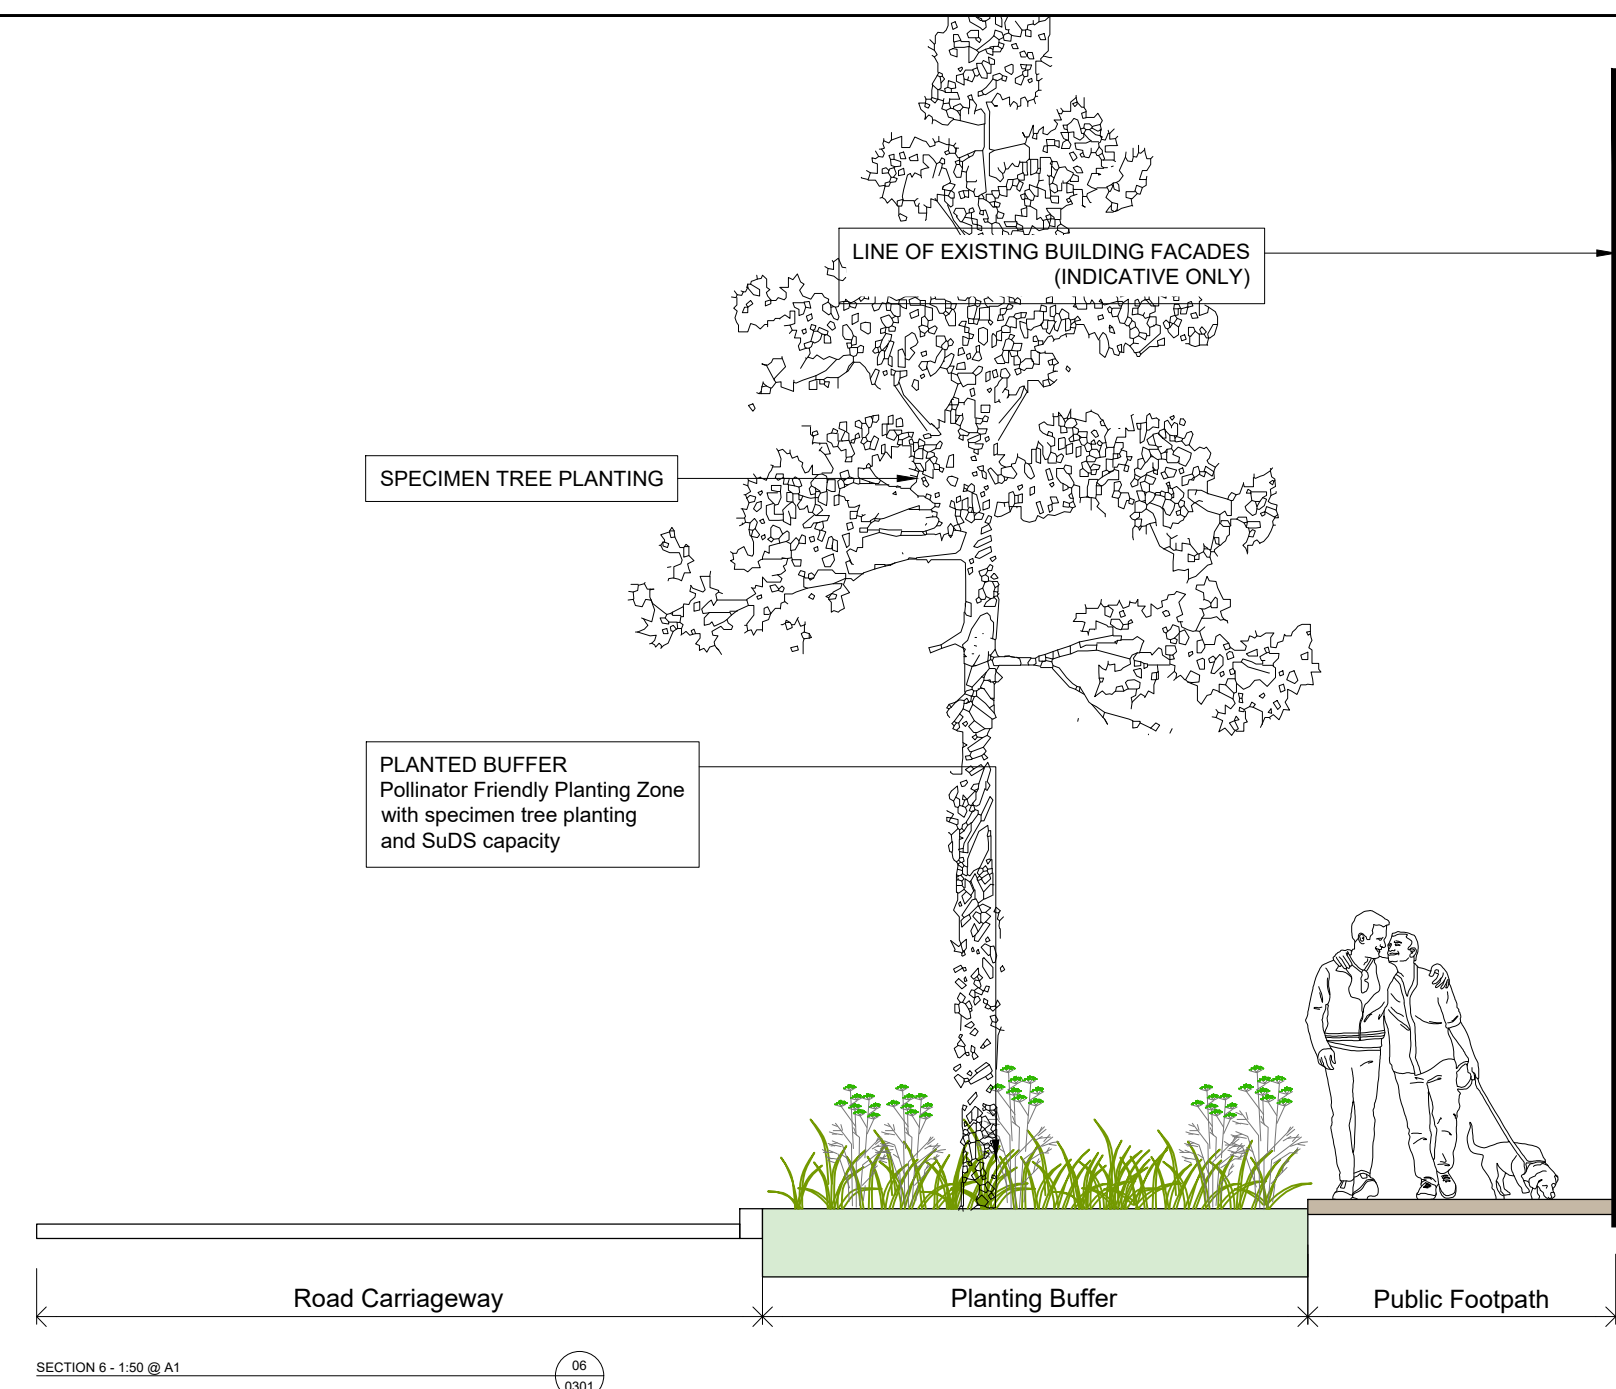 LINE OF EXISTING BUILDING FACADES
(INDICATIVE ONLY)
SPECIMEN TREE PLANTING
PLANTED BUFFER
Pollinator Friendly Planting Zone
with specimen tree planting
and SuDS capacity
Road Carriageway
Planting Buffer
Public Footpath
SECTION 6 - 1:50 @ A1
06
0301